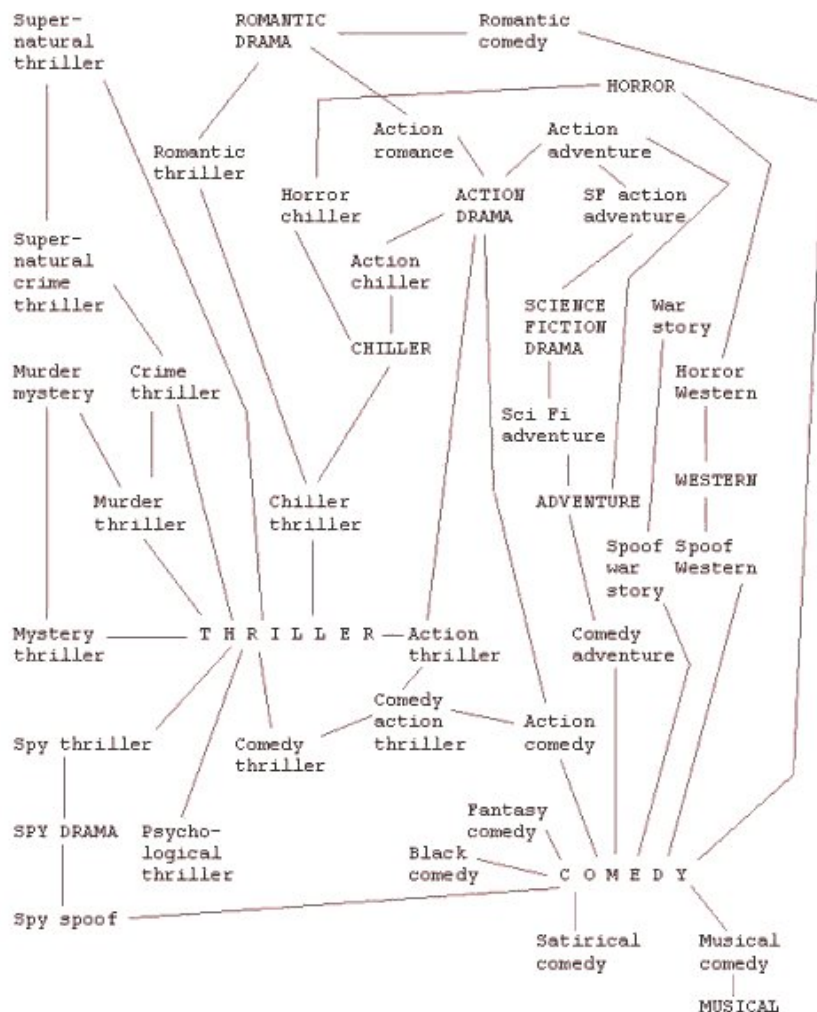 Super-
natural
thriller
ROMANTIC
DRAMA
Romantic
comedy
HORROR
Romantic
thriller
Action
romance
Action
adventure
Horror
chiller
ACTION
DRAMA
SF action
adventure
Super-
natural
crime
thriller
Action
chiller
SCIENCE
FICTION
DRAMA
War
story
CHILLER
Murder
mystery
Crime
thriller
Horror
Western
Sci Fi
adventure
WESTERN
Murder
thriller
Chiller
thriller
ADVENTURE
Spoof
war
story
Spoof
Western
Mystery
thriller
T H R I L L E R
Action
thriller
Comedy
adventure
Comedy
action
thriller
Spy thriller
Comedy
thriller
Action
comedy
Fantasy
comedy
SPY DRAMA
Psycho-
logical
thriller
Black
comedy
C O M E D Y
Spy spoof
Satirical
comedy
Musical
comedy
MUSICAL